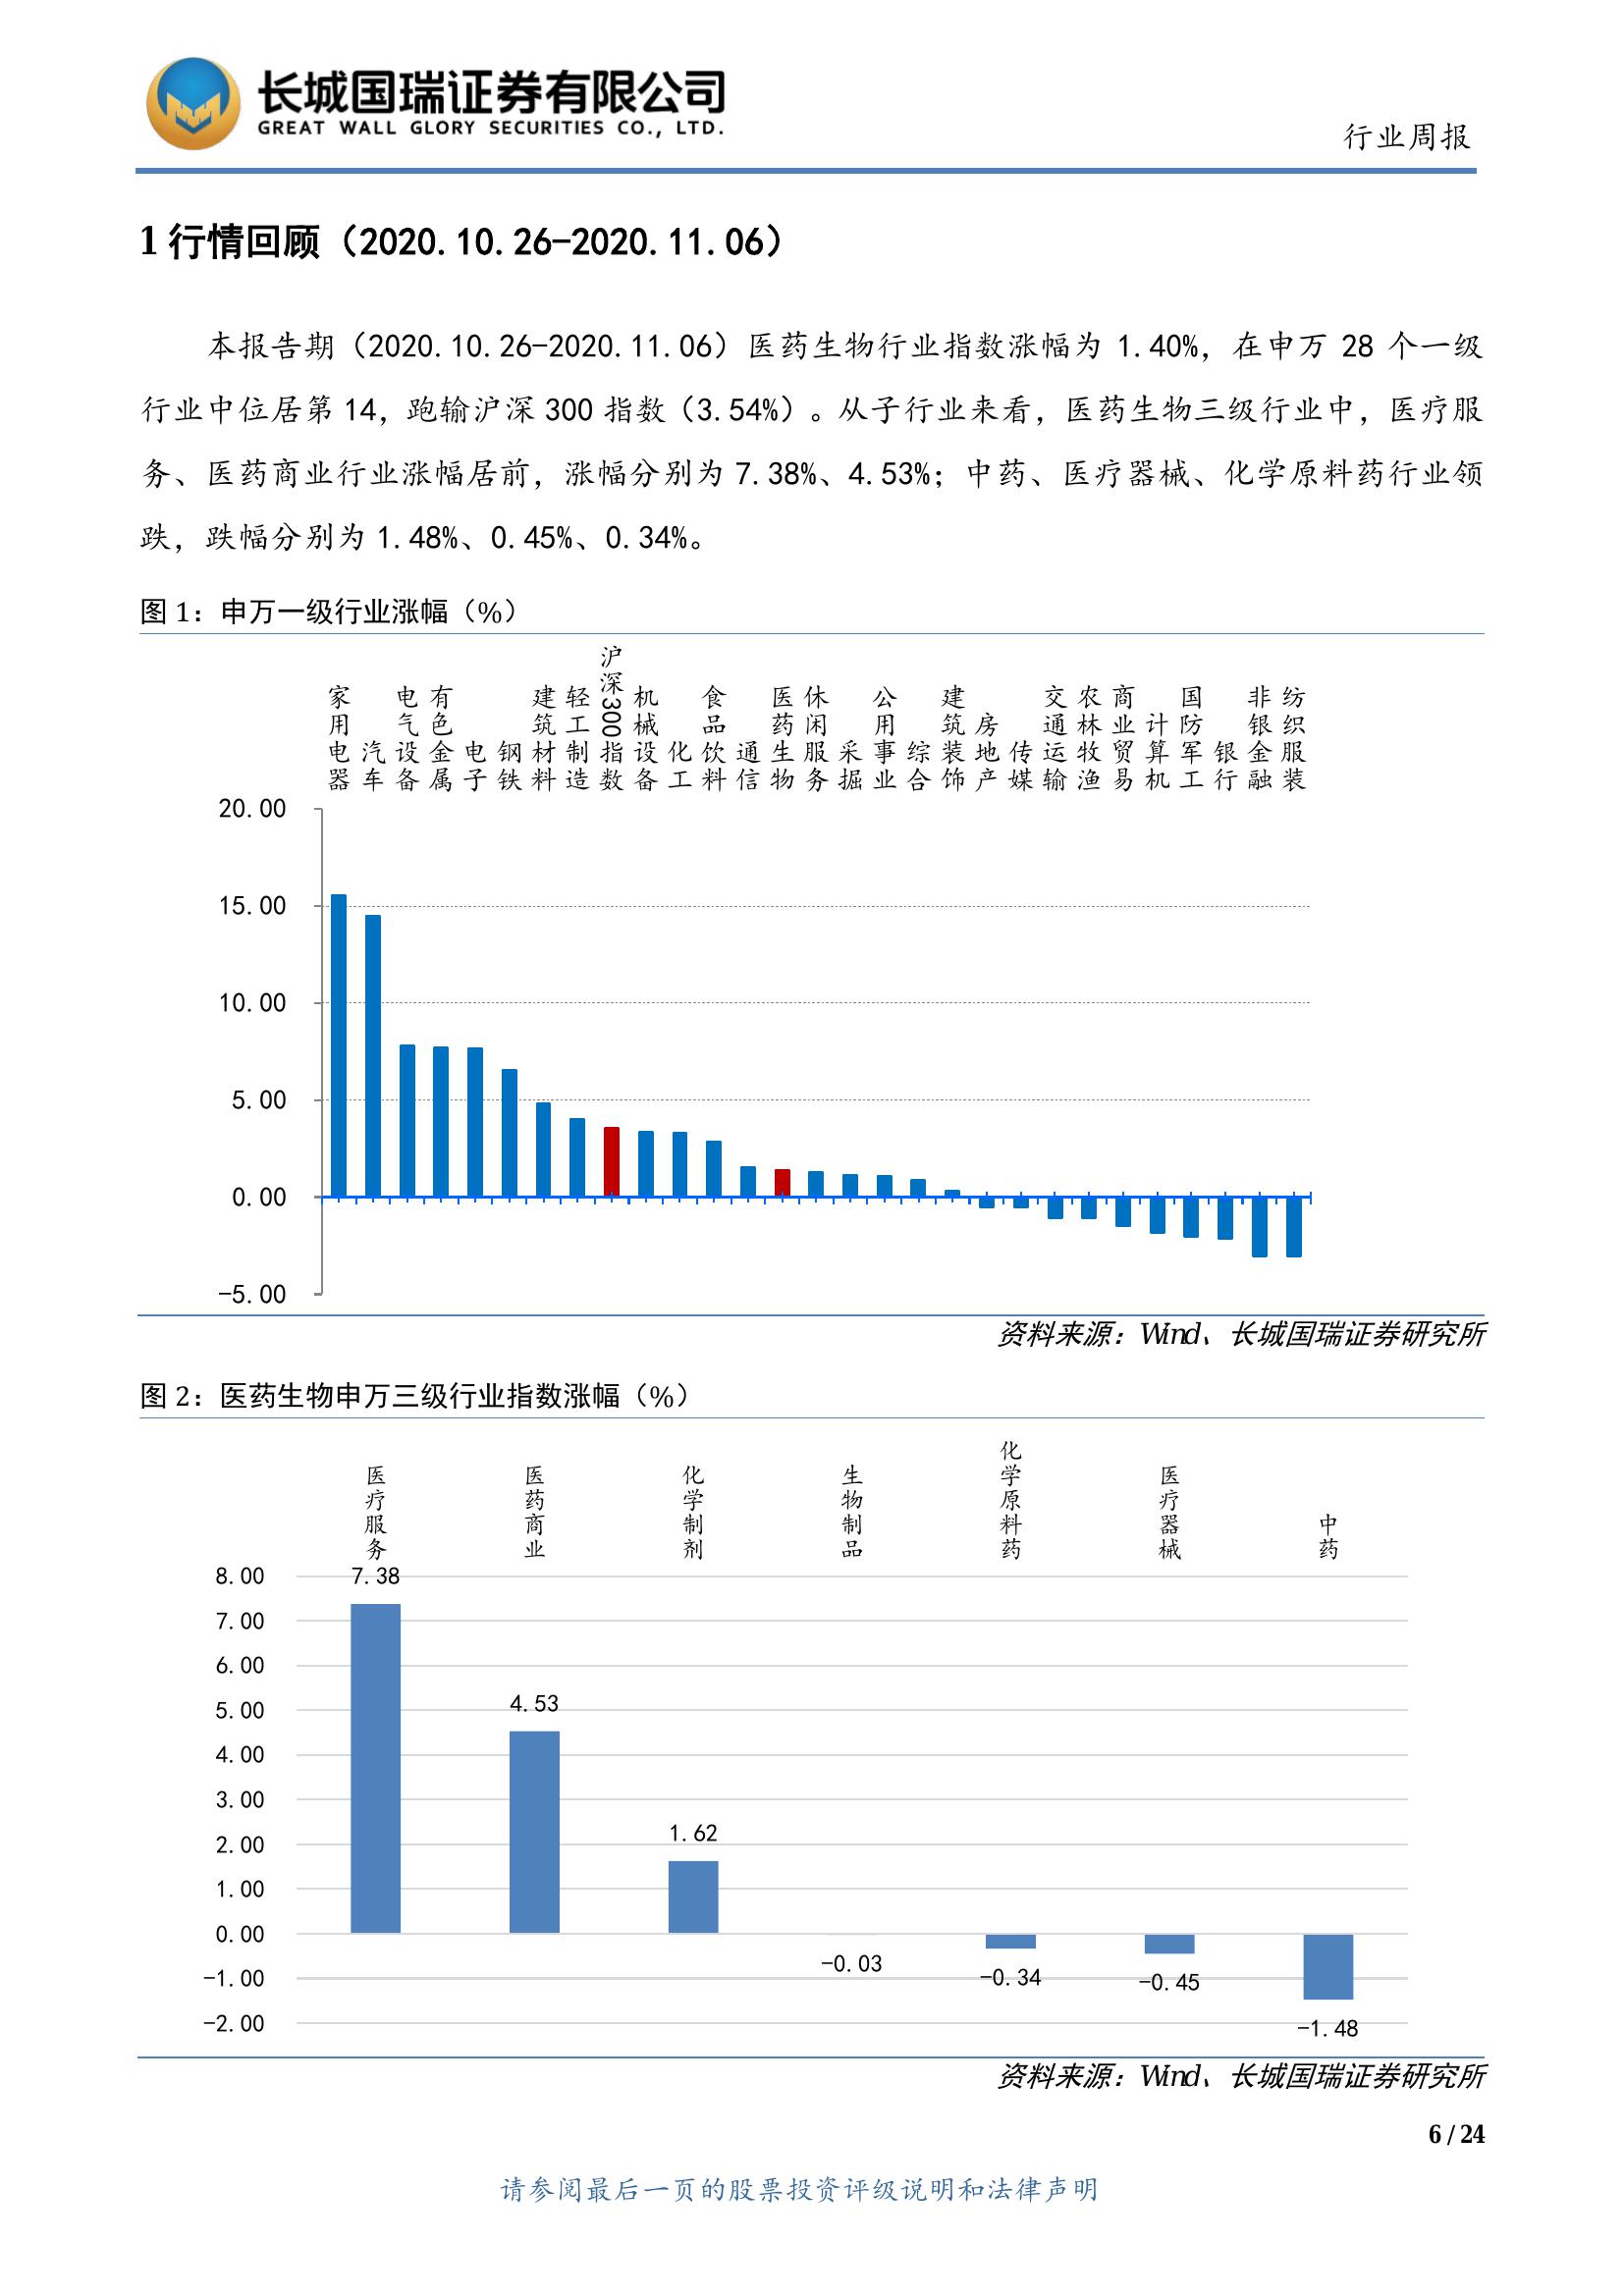 长城国瑞证券有限公司
GREAT WALL GLORY SECURITIES CO., LTD.
行业周报
1 行情回顾（2020.10.26-2020.11.06）
本报告期（2020.10.26-2020.11.06）医药生物行业指数涨幅为 1.40%，在申万 28 个一级
行业中位居第 14，跑输沪深 300 指数（3.54%）。从子行业来看，医药生物三级行业中，医疗服
务、医药商业行业涨幅居前，涨幅分别为 7.38%、4.53%；中药、医疗器械、化学原料药行业领
跌，跌幅分别为 1.48%、0.45%、0.34%。
图 1：申万一级行业涨幅（%）
家用电器
汽车
电气设备
有色金属
电子
钢铁
建筑材料
轻工制造
沪深300指数
机械设备
化工
食品饮料
通信
医药生物
休闲服务
采掘
公用事业
综合
建筑装饰
房地产
传媒
交通运输
农林牧渔
商业贸易
计算机
国防军工
银行
非银金融
纺织服装
20.00
15.00
10.00
5.00
0.00
-5.00
资料来源：Wind、长城国瑞证券研究所
图 2：医药生物申万三级行业指数涨幅（%）
医疗服务
医药商业
化学制剂
生物制品
化学原料药
医疗器械
中药
8.00
7.00
6.00
5.00
4.00
3.00
2.00
1.00
0.00
-1.00
-2.00
7.38
4.53
1.62
-0.03
-0.34
-0.45
-1.48
资料来源：Wind、长城国瑞证券研究所
6 / 24
请参阅最后一页的股票投资评级说明和法律声明